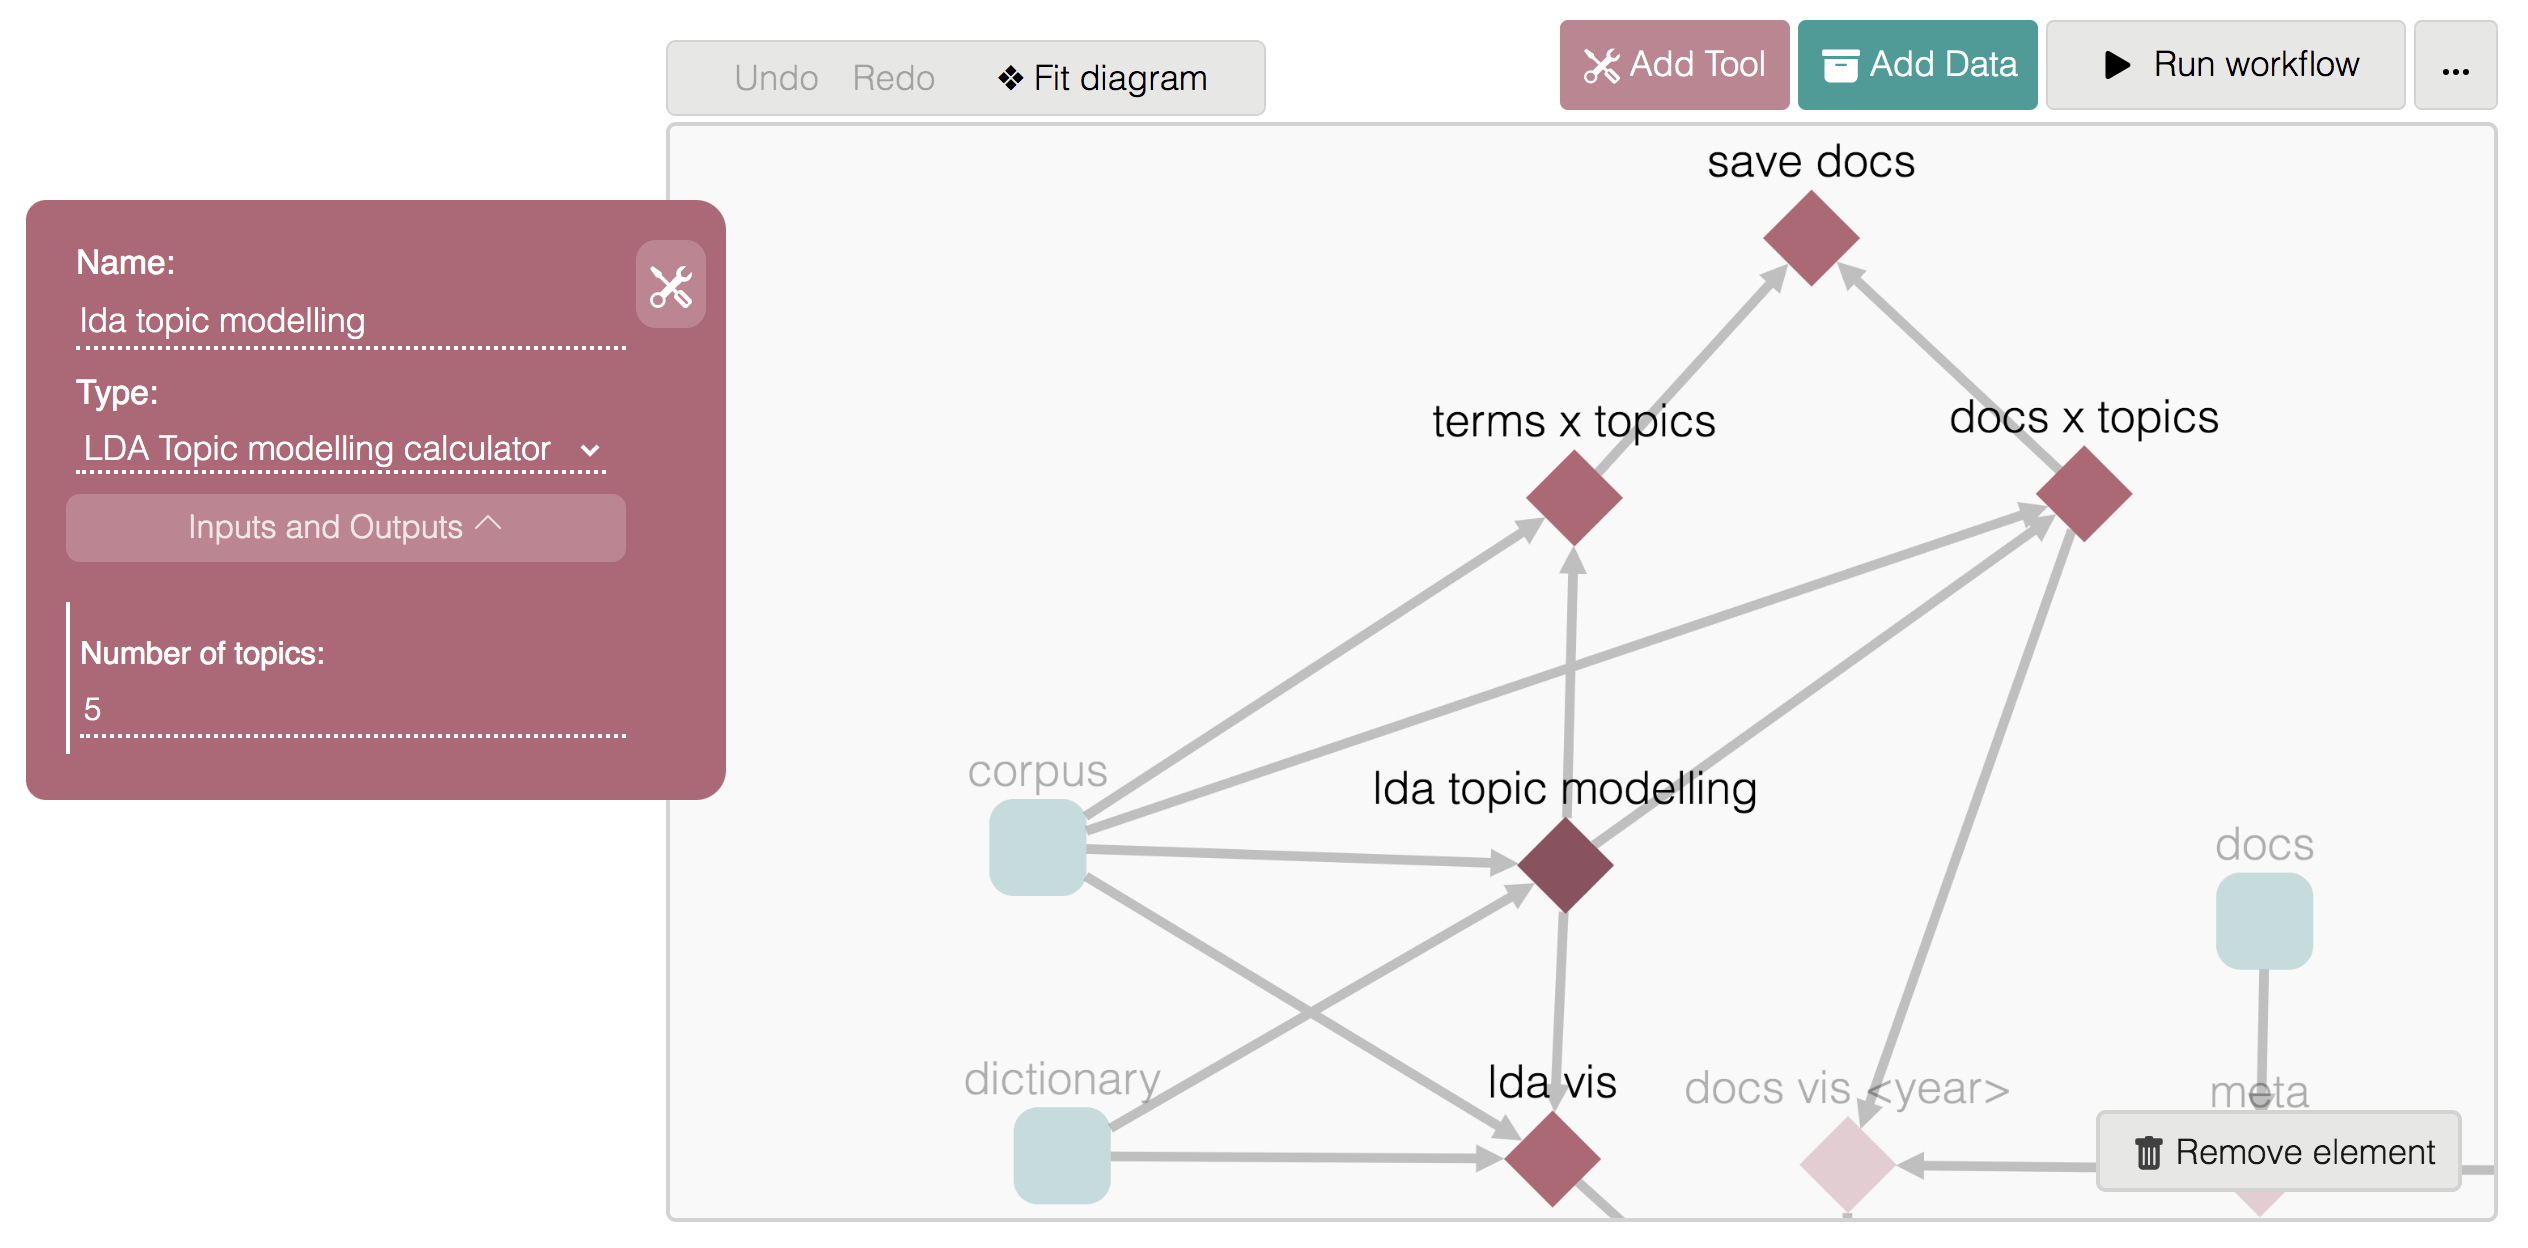 Undo Redo ❖ Fit diagram
Add Tool
Add Data
Run workflow
...
Name:
lda topic modelling
Type:
LDA Topic modelling calculator
Inputs and Outputs
Number of topics:
5
save docs
terms x topics
docs x topics
corpus
lda topic modelling
docs
dictionary
lda vis
docs vis <year>
meta
Remove element